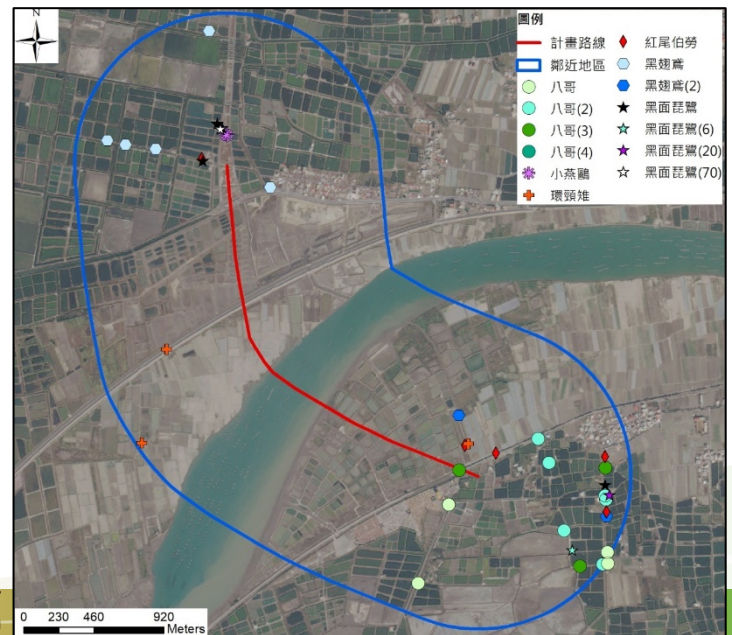 N
圖例
計畫路線
鄰近地區
八哥
八哥(2)
八哥(3)
八哥(4)
小燕鷗
環頸雉
紅尾伯勞
黑翅鳶
黑翅鳶(2)
黑面琵鷺
黑面琵鷺(6)
黑面琵鷺(20)
黑面琵鷺(70)
0 230 460 920
Meters